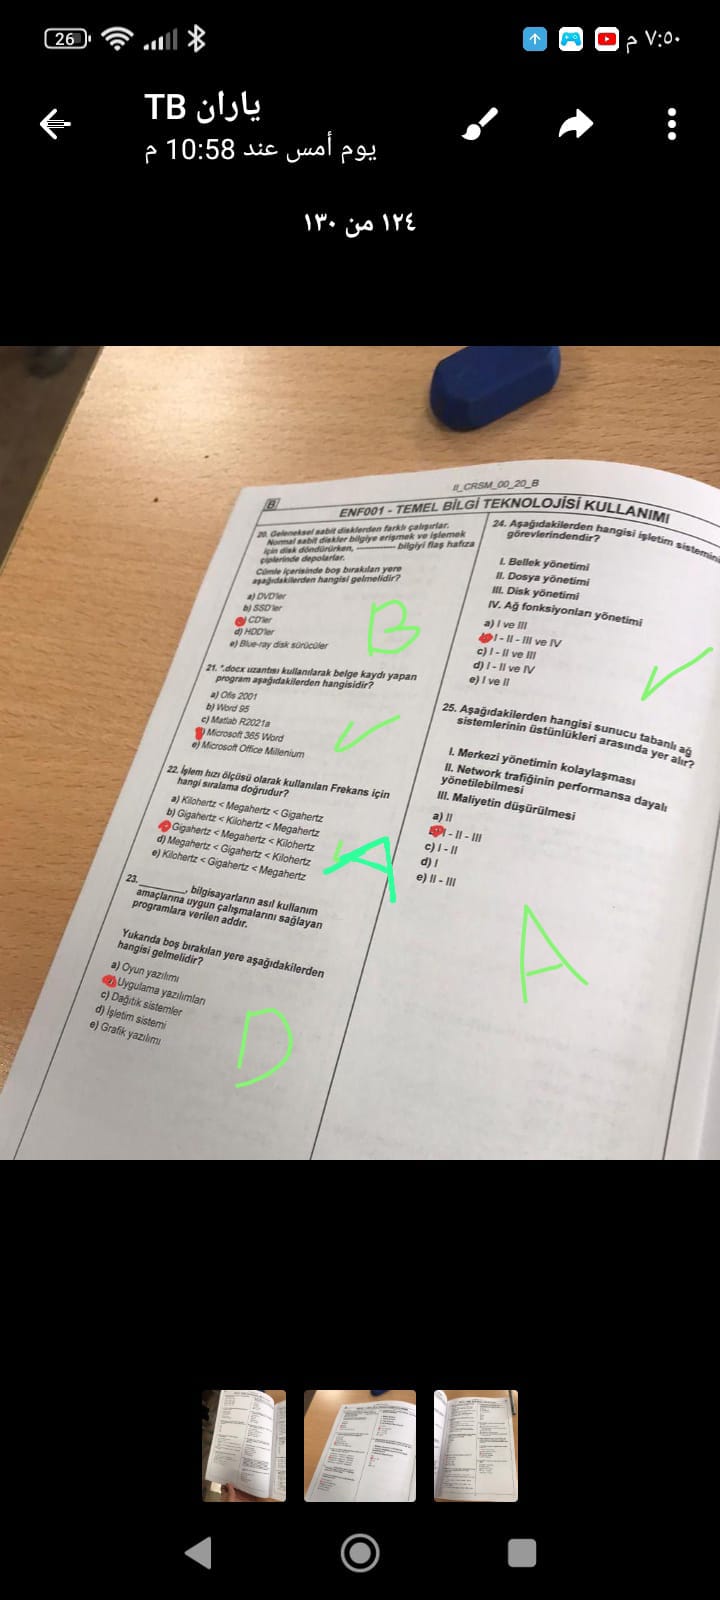 26
٧:٥٠ م
ياران TB
يوم أمس عند 10:58 م
١٢٤ من ١٣٠
II_CRSM_00_20_B
B
ENF001 - TEMEL BİLGİ TEKNOLOJİSİ KULLANIMI
20. Geleneksel sabit disklerden farklı çalışırlar.
Normal sabit diskler bilgiye erişmek ve işlemek
için disk döndürürken, ---------- bilgiyi flaş hafıza
çiplerinde depolarlar.
Cümle içerisinde boş bırakılan yere
aşağıdakilerden hangisi gelmelidir?
a) DVD'ler
b) SSD'ler
CD'ler
d) HDD'ler
e) Blue-ray disk sürücüler
B
21. *.docx uzantısı kullanılarak belge kaydı yapan
program aşağıdakilerden hangisidir?
a) Ofis 2001
b) Word 95
c) Matlab R2021a
) Microsoft 365 Word
e) Microsoft Office Millenium
22. İşlem hızı ölçüsü olarak kullanılan Frekans için
hangi sıralama doğrudur?
a) Kilohertz < Megahertz < Gigahertz
b) Gigahertz < Kilohertz < Megahertz
Gigahertz < Megahertz < Kilohertz
d) Megahertz < Gigahertz < Kilohertz
e) Kilohertz < Gigahertz < Megahertz
A
23. ________, bilgisayarların asıl kullanım
amaçlarına uygun çalışmalarını sağlayan
programlara verilen addır.
Yukarıda boş bırakılan yere aşağıdakilerden
hangisi gelmelidir?
a) Oyun yazılımı
Uygulama yazılımları
c) Dağıtık sistemler
d) İşletim sistemi
e) Grafik yazılımı
D
24. Aşağıdakilerden hangisi işletim sistemin
görevlerindendir?
I. Bellek yönetimi
II. Dosya yönetimi
III. Disk yönetimi
IV. Ağ fonksiyonları yönetimi
a) I ve III
I - II - III ve IV
c) I - II ve III
d) I - II ve IV
e) I ve II
25. Aşağıdakilerden hangisi sunucu tabanlı ağ
sistemlerinin üstünlükleri arasında yer alır?
I. Merkezi yönetimin kolaylaşması
II. Network trafiğinin performansa dayalı
yönetilebilmesi
III. Maliyetin düşürülmesi
a) II
I - II - III
c) I - II
d) I
e) II - III
A